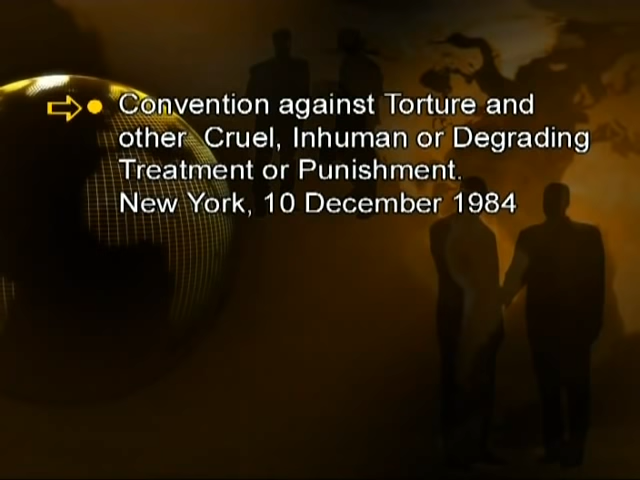 Convention against Torture and
other Cruel, Inhuman or Degrading
Treatment or Punishment.
New York, 10 December 1984